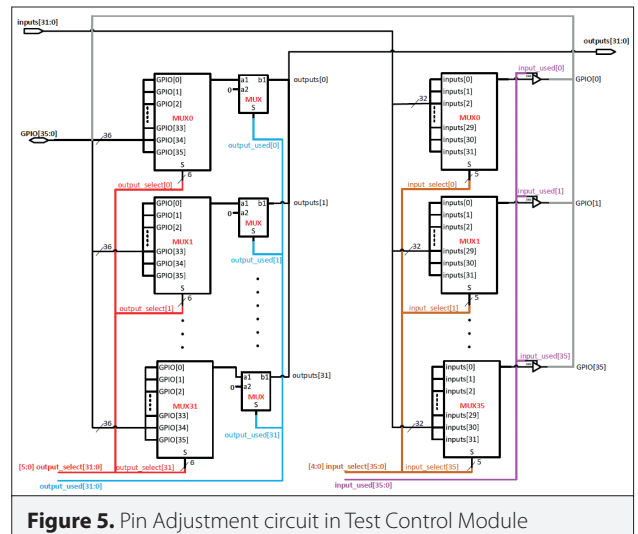 inputs[31:0]
outputs[31:0]
GPIO[35:0]
36
GPIO[0]
GPIO[1]
GPIO[2]
MUX0
GPIO[33]
GPIO[34]
GPIO[35]
S
6
output_select[0]
a1 b1
0 a2
MUX
S
outputs[0]
output_used[0]
36
GPIO[0]
GPIO[1]
GPIO[2]
MUX1
GPIO[33]
GPIO[34]
GPIO[35]
S
6
output_select[1]
a1 b1
0 a2
MUX
S
outputs[1]
output_used[1]
36
GPIO[0]
GPIO[1]
GPIO[2]
MUX31
GPIO[33]
GPIO[34]
GPIO[35]
S
6
output_select[31]
a1 b1
0 a2
MUX
S
outputs[31]
output_used[31]
[5:0] output_select[31:0]
output_used[31:0]
32
inputs[0]
inputs[1]
inputs[2]
MUX0
inputs[29]
inputs[30]
inputs[31]
S
5
input_select[0]
input_used[0]
GPIO[0]
32
inputs[0]
inputs[1]
inputs[2]
MUX1
inputs[29]
inputs[30]
inputs[31]
S
5
input_select[1]
input_used[1]
GPIO[1]
32
inputs[0]
inputs[1]
inputs[2]
MUX35
inputs[29]
inputs[30]
inputs[31]
S
5
input_select[35]
input_used[35]
GPIO[35]
[4:0] input_select[35:0]
input_used[35:0]
Figure 5. Pin Adjustment circuit in Test Control Module